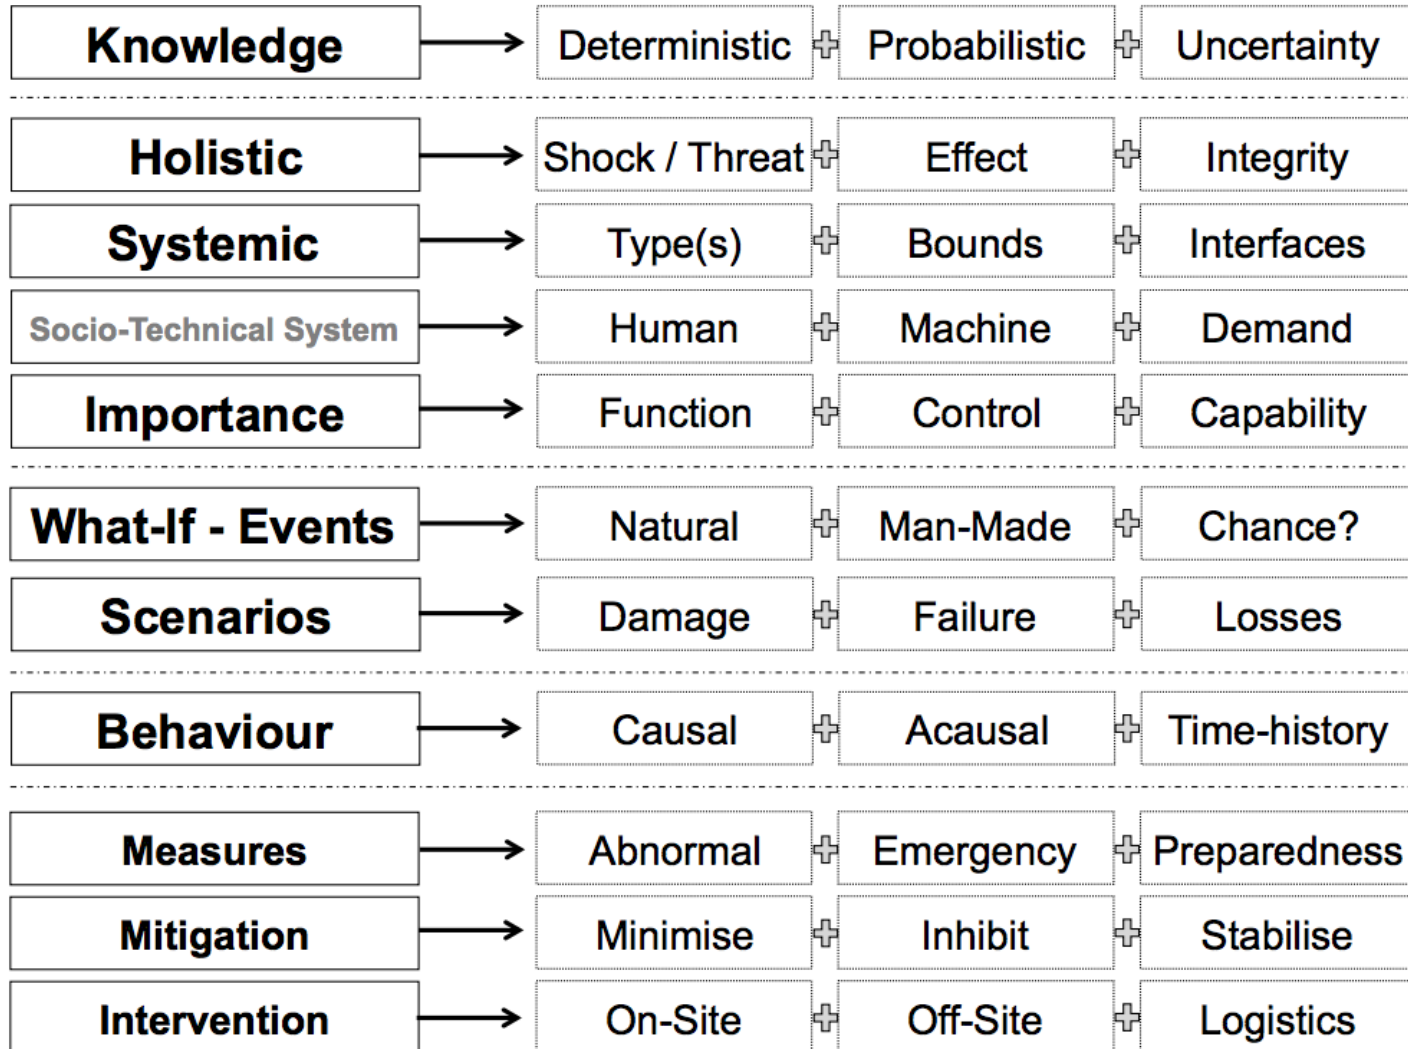 Knowledge Deterministic Probabilistic Uncertainty
Holistic Shock / Threat Effect Integrity
Systemic Type(s) Bounds Interfaces
Socio-Technical System Human Machine Demand
Importance Function Control Capability
What-If - Events Natural Man-Made Chance?
Scenarios Damage Failure Losses
Behaviour Causal Acausal Time-history
Measures Abnormal Emergency Preparedness
Mitigation Minimise Inhibit Stabilise
Intervention On-Site Off-Site Logistics